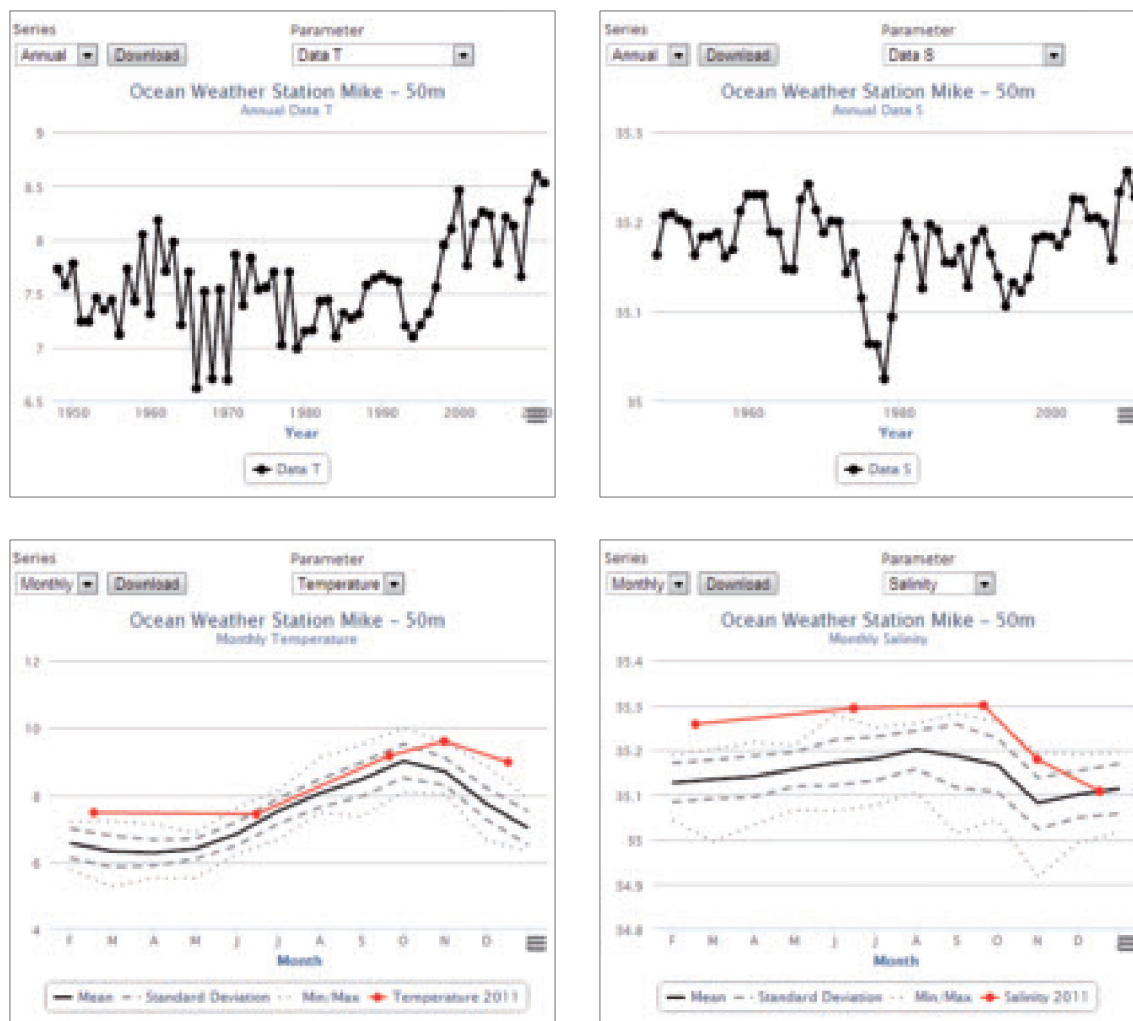 Series Parameter
Annual Download Data T
Ocean Weather Station Mike – 50m
Annual Data T
9
8.5
8
7.5
7
6.5
1950 1960 1970 1980 1990 2000
Year
Data T
Series Parameter
Annual Download Data S
Ocean Weather Station Mike – 50m
Annual Data S
35.3
35.2
35.1
35
1960 1980 2000
Year
Data S
Series Parameter
Monthly Download Temperature
Ocean Weather Station Mike – 50m
Monthly Temperature
12
10
8
6
4
F M A M J J A S O N D
Month
Mean Standard Deviation Min/Max Temperature 2011
Series Parameter
Monthly Download Salinity
Ocean Weather Station Mike – 50m
Monthly Salinity
35.4
35.3
35.2
35.1
35
34.9
34.8
F M A M J J A S O N D
Month
Mean Standard Deviation Min/Max Salinity 2011